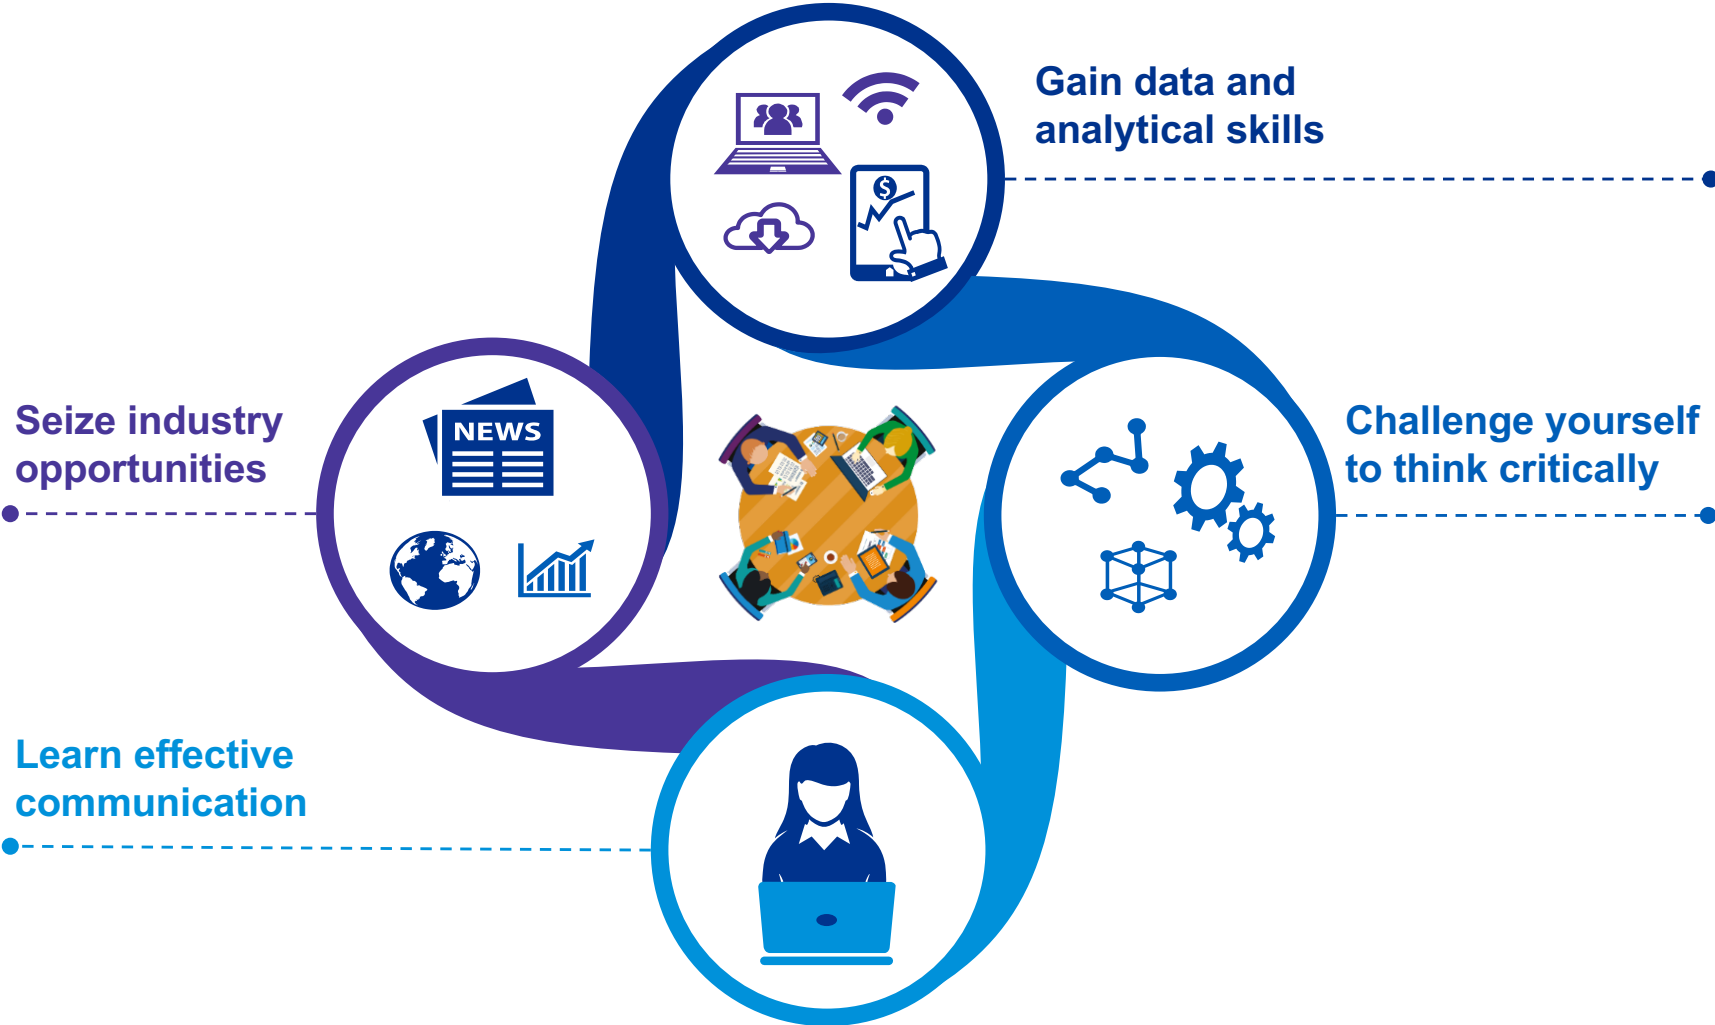 Gain data and
analytical skills
$
Seize industry
opportunities
NEWS
Challenge yourself
to think critically
Learn effective
communication